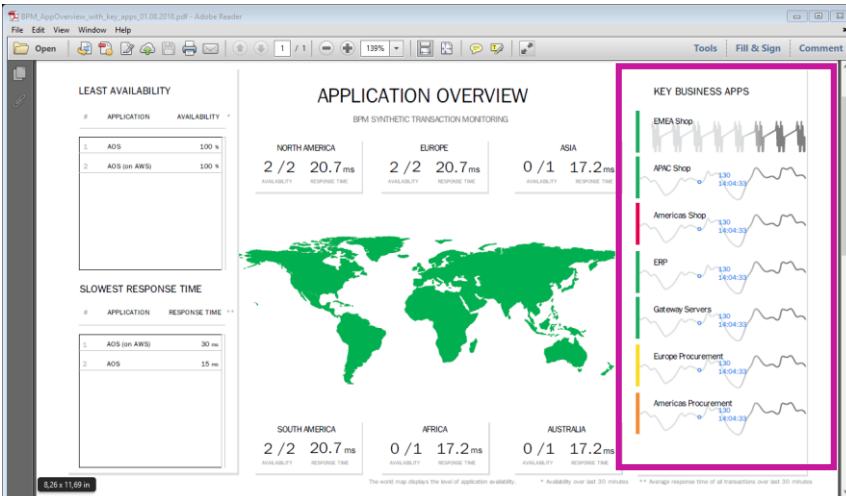 BPM_AppOverview_with_key_apps_01.08.2018.pdf - Adobe Reader
File Edit View Window Help
Open 1 / 1 139% Tools Fill & Sign Comment
LEAST AVAILABILITY
# APPLICATION AVAILABILITY *
1 AOS 100 %
2 AOS (on AWS) 100 %
SLOWEST RESPONSE TIME
# APPLICATION RESPONSE TIME **
1 AOS (on AWS) 30 ms
2 AOS 15 ms
8,26 x 11,69 in
APPLICATION OVERVIEW
BPM SYNTHETIC TRANSACTION MONITORING
NORTH AMERICA
2 /2 20.7 ms
AVAILABILITY RESPONSE TIME
EUROPE
2 /2 20.7 ms
AVAILABILITY RESPONSE TIME
ASIA
0 /1 17.2 ms
AVAILABILITY RESPONSE TIME
SOUTH AMERICA
2 /2 20.7 ms
AVAILABILITY RESPONSE TIME
AFRICA
0 /1 17.2 ms
AVAILABILITY RESPONSE TIME
AUSTRALIA
0 /1 17.2 ms
AVAILABILITY RESPONSE TIME
The world map displays the level of application availability. * Availability over last 30 minutes ** Average response time of all transactions over last 30 minutes
KEY BUSINESS APPS
EMEA Shop
APAC Shop
130
14:04:33
Americas Shop
130
14:04:33
ERP
130
14:04:33
Gateway Servers
130
14:04:33
Europe Procurement
130
14:04:33
Americas Procurement
130
14:04:33